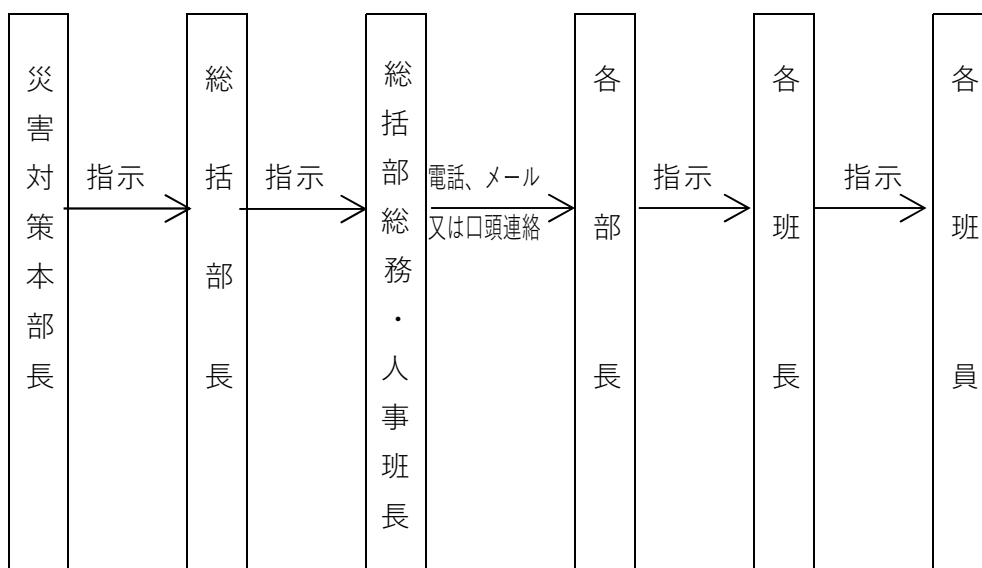 災害対策本部長
指示
総括部長
指示
総括部総務・人事班長
電話、メール
又は口頭連絡
各部長
指示
各班長
指示
各班員